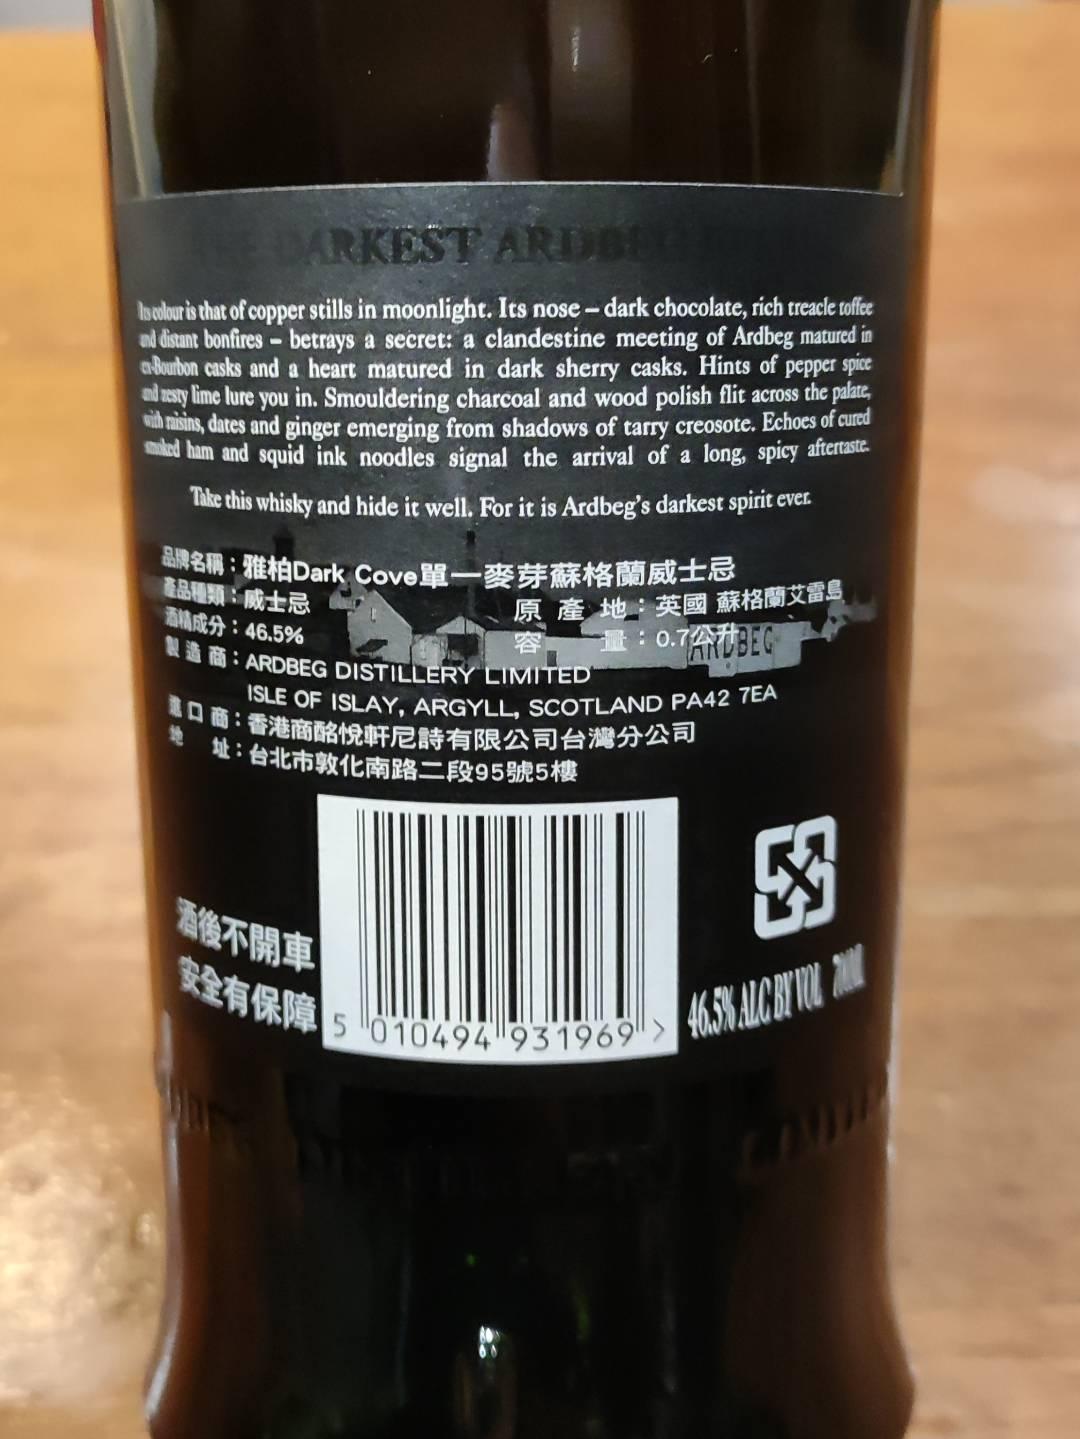 THE DARKEST ARDBEG
Its colour is that of copper stills in moonlight. Its nose – dark chocolate, rich treacle toffee
and distant bonfires – betrays a secret: a clandestine meeting of Ardbeg matured in
ex-Bourbon casks and a heart matured in dark sherry casks. Hints of pepper spice
and zesty lime lure you in. Smouldering charcoal and wood polish flit across the palate,
with raisins, dates and ginger emerging from shadows of tarry creosote. Echoes of cured
smoked ham and squid ink noodles signal the arrival of a long, spicy aftertaste.
Take this whisky and hide it well. For it is Ardbeg's darkest spirit ever.
品牌名稱：雅柏Dark Cove單一麥芽蘇格蘭威士忌
產品種類：威士忌 原產地：英國 蘇格蘭艾雷島
酒精成分：46.5% 容量：0.7公升
ARDBEG
製造商：ARDBEG DISTILLERY LIMITED
ISLE OF ISLAY, ARGYLL, SCOTLAND PA42 7EA
進口商：香港商酩悅軒尼詩有限公司台灣分公司
地址：台北市敦化南路二段95號5樓
酒後不開車
安全有保障
5 010494 931969 >
46.5% ALC BY VOL 700ML